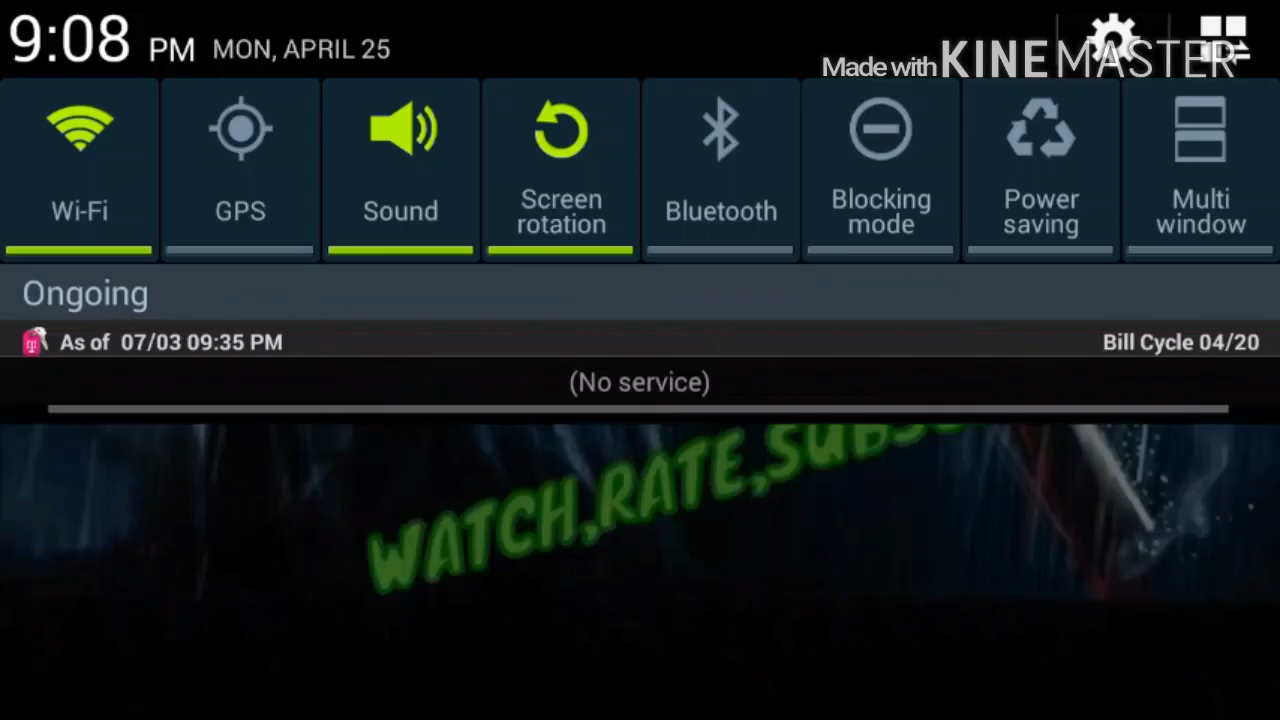 9:08 PM MON, APRIL 25
Made with KINEMASTER
Wi-Fi
GPS
Sound
Screen
rotation
Bluetooth
Blocking
mode
Power
saving
Multi
window
Ongoing
As of 07/03 09:35 PM
Bill Cycle 04/20
(No service)
WATCH,RATE,SUBSC